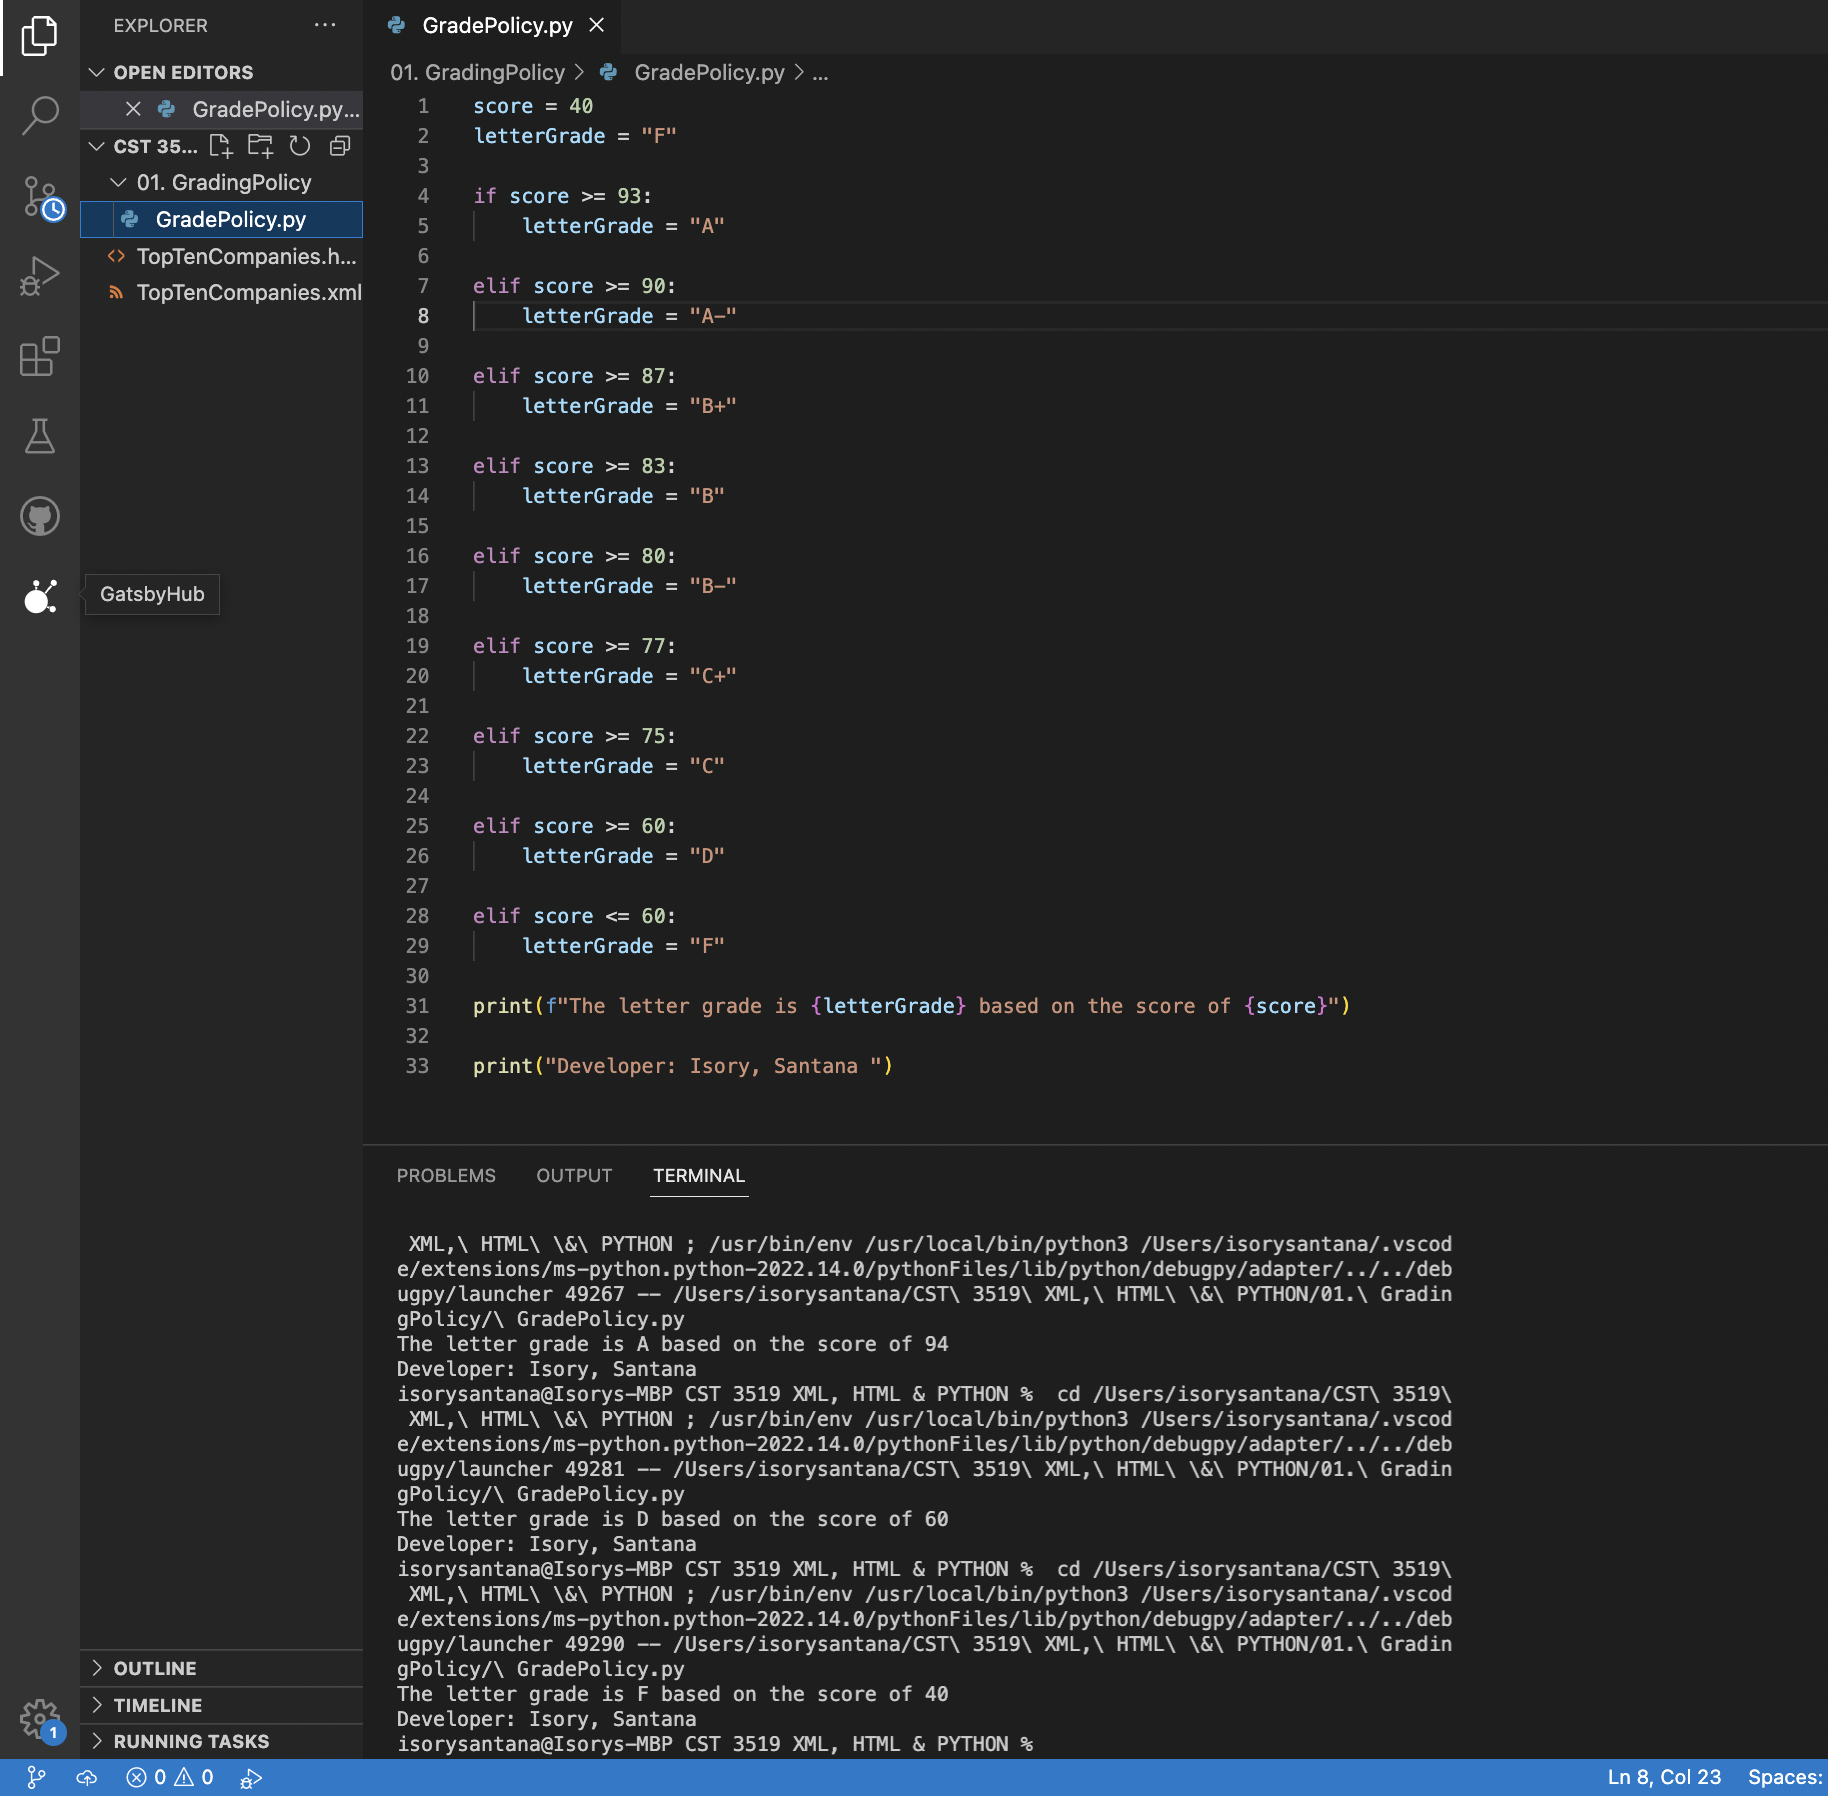 EXPLORER
OPEN EDITORS
GradePolicy.py...
CST 35...
01. GradingPolicy
GradePolicy.py
TopTenCompanies.h...
TopTenCompanies.xml
GatsbyHub
OUTLINE
TIMELINE
RUNNING TASKS
1
GradePolicy.py
01. GradingPolicy > GradePolicy.py > ...
1 score = 40
2 letterGrade = "F"
3
4 if score >= 93:
5 letterGrade = "A"
6
7 elif score >= 90:
8 letterGrade = "A-"
9
10 elif score >= 87:
11 letterGrade = "B+"
12
13 elif score >= 83:
14 letterGrade = "B"
15
16 elif score >= 80:
17 letterGrade = "B-"
18
19 elif score >= 77:
20 letterGrade = "C+"
21
22 elif score >= 75:
23 letterGrade = "C"
24
25 elif score >= 60:
26 letterGrade = "D"
27
28 elif score <= 60:
29 letterGrade = "F"
30
31 print(f"The letter grade is {letterGrade} based on the score of {score}")
32
33 print("Developer: Isory, Santana ")
PROBLEMS OUTPUT TERMINAL
XML,\ HTML\ \&\ PYTHON ; /usr/bin/env /usr/local/bin/python3 /Users/isorysantana/.vscod
e/extensions/ms-python.python-2022.14.0/pythonFiles/lib/python/debugpy/adapter/../../deb
ugpy/launcher 49267 -- /Users/isorysantana/CST\ 3519\ XML,\ HTML\ \&\ PYTHON/01.\ Gradin
gPolicy/\ GradePolicy.py
The letter grade is A based on the score of 94
Developer: Isory, Santana
isorysantana@Isorys-MBP CST 3519 XML, HTML & PYTHON %  cd /Users/isorysantana/CST\ 3519\
XML,\ HTML\ \&\ PYTHON ; /usr/bin/env /usr/local/bin/python3 /Users/isorysantana/.vscod
e/extensions/ms-python.python-2022.14.0/pythonFiles/lib/python/debugpy/adapter/../../deb
ugpy/launcher 49281 -- /Users/isorysantana/CST\ 3519\ XML,\ HTML\ \&\ PYTHON/01.\ Gradin
gPolicy/\ GradePolicy.py
The letter grade is D based on the score of 60
Developer: Isory, Santana
isorysantana@Isorys-MBP CST 3519 XML, HTML & PYTHON %  cd /Users/isorysantana/CST\ 3519\
XML,\ HTML\ \&\ PYTHON ; /usr/bin/env /usr/local/bin/python3 /Users/isorysantana/.vscod
e/extensions/ms-python.python-2022.14.0/pythonFiles/lib/python/debugpy/adapter/../../deb
ugpy/launcher 49290 -- /Users/isorysantana/CST\ 3519\ XML,\ HTML\ \&\ PYTHON/01.\ Gradin
gPolicy/\ GradePolicy.py
The letter grade is F based on the score of 40
Developer: Isory, Santana
isorysantana@Isorys-MBP CST 3519 XML, HTML & PYTHON %
0 0 Ln 8, Col 23 Spaces: